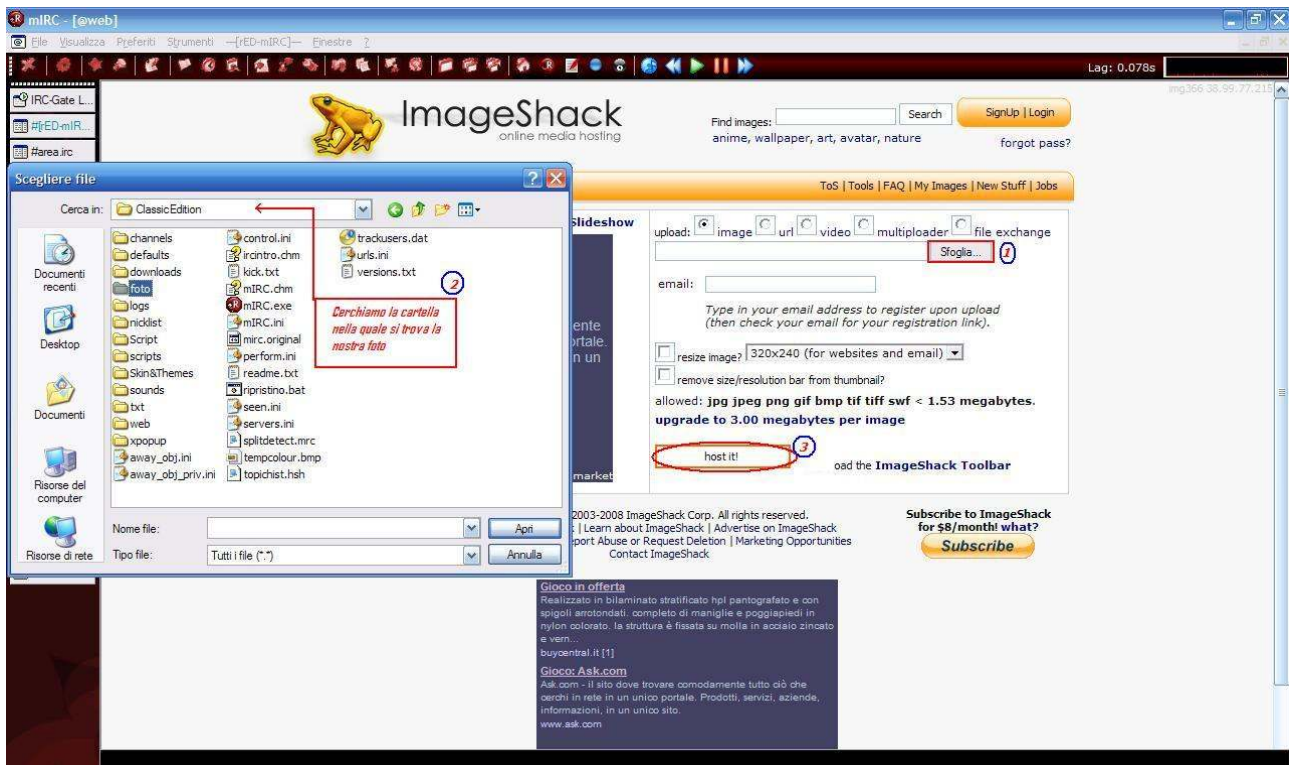 mIRC - [@web]
File Visualizza Preferiti Strumenti —[rED-mIRC]— Finestre ?
Lag: 0.078s
IRC-Gate L...
#[rED-mIR...
#area.irc
img366 38.99.77.215
ImageShack
online media hosting
Find images:
Search
SignUp | Login
anime, wallpaper, art, avatar, nature
forgot pass?
ToS | Tools | FAQ | My Images | New Stuff | Jobs
Scegliere file
Cerca in:
ClassicEdition
Documenti recenti
Desktop
Documenti
Risorse del computer
Risorse di rete
channels
defaults
downloads
foto
logs
nicklist
Script
scripts
Skin&Themes
sounds
txt
web
xpopup
away_obj.ini
away_obj_priv.ini
control.ini
ircintro.chm
kick.txt
mIRC.chm
mIRC.exe
mIRC.ini
mirc.original
perform.ini
readme.txt
ripristino.bat
seen.ini
servers.ini
splitdetect.mrc
tempcolour.bmp
topichist.hsh
trackusers.dat
urls.ini
versions.txt
2
Cerchiamo la cartella
nella quale si trova la
nostra foto
Nome file:
Apri
Tipo file:
Tutti i file (*.*)
Annulla
Slideshow
ente
ortale.
n un
market
upload: image url video multiploader file exchange
Sfoglia...
1
email:
Type in your email address to register upon upload
(then check your email for your registration link).
resize image? 320x240 (for websites and email)
remove size/resolution bar from thumbnail?
allowed: jpg jpeg png gif bmp tif tiff swf < 1.53 megabytes.
upgrade to 3.00 megabytes per image
host it!
3
oad the ImageShack Toolbar
2003-2008 ImageShack Corp. All rights reserved.
| Learn about ImageShack | Advertise on ImageShack
port Abuse or Request Deletion | Marketing Opportunities
Contact ImageShack
Subscribe to ImageShack
for $8/month! what?
Subscribe
Gioco in offerta
Realizzato in bilaminato stratificato hpl pantografato e con
spigoli arrotondati. completo di maniglie e poggiapiedi in
nylon colorato. la struttura è fissata su molla in acciaio zincato
e vern...
buycentral.it [1]
Gioco: Ask.com
Ask.com - il sito dove trovare comodamente tutto ciò che
cerchi in rete in un unico portale. Prodotti, servizi, aziende,
informazioni, in un unico sito.
www.ask.com